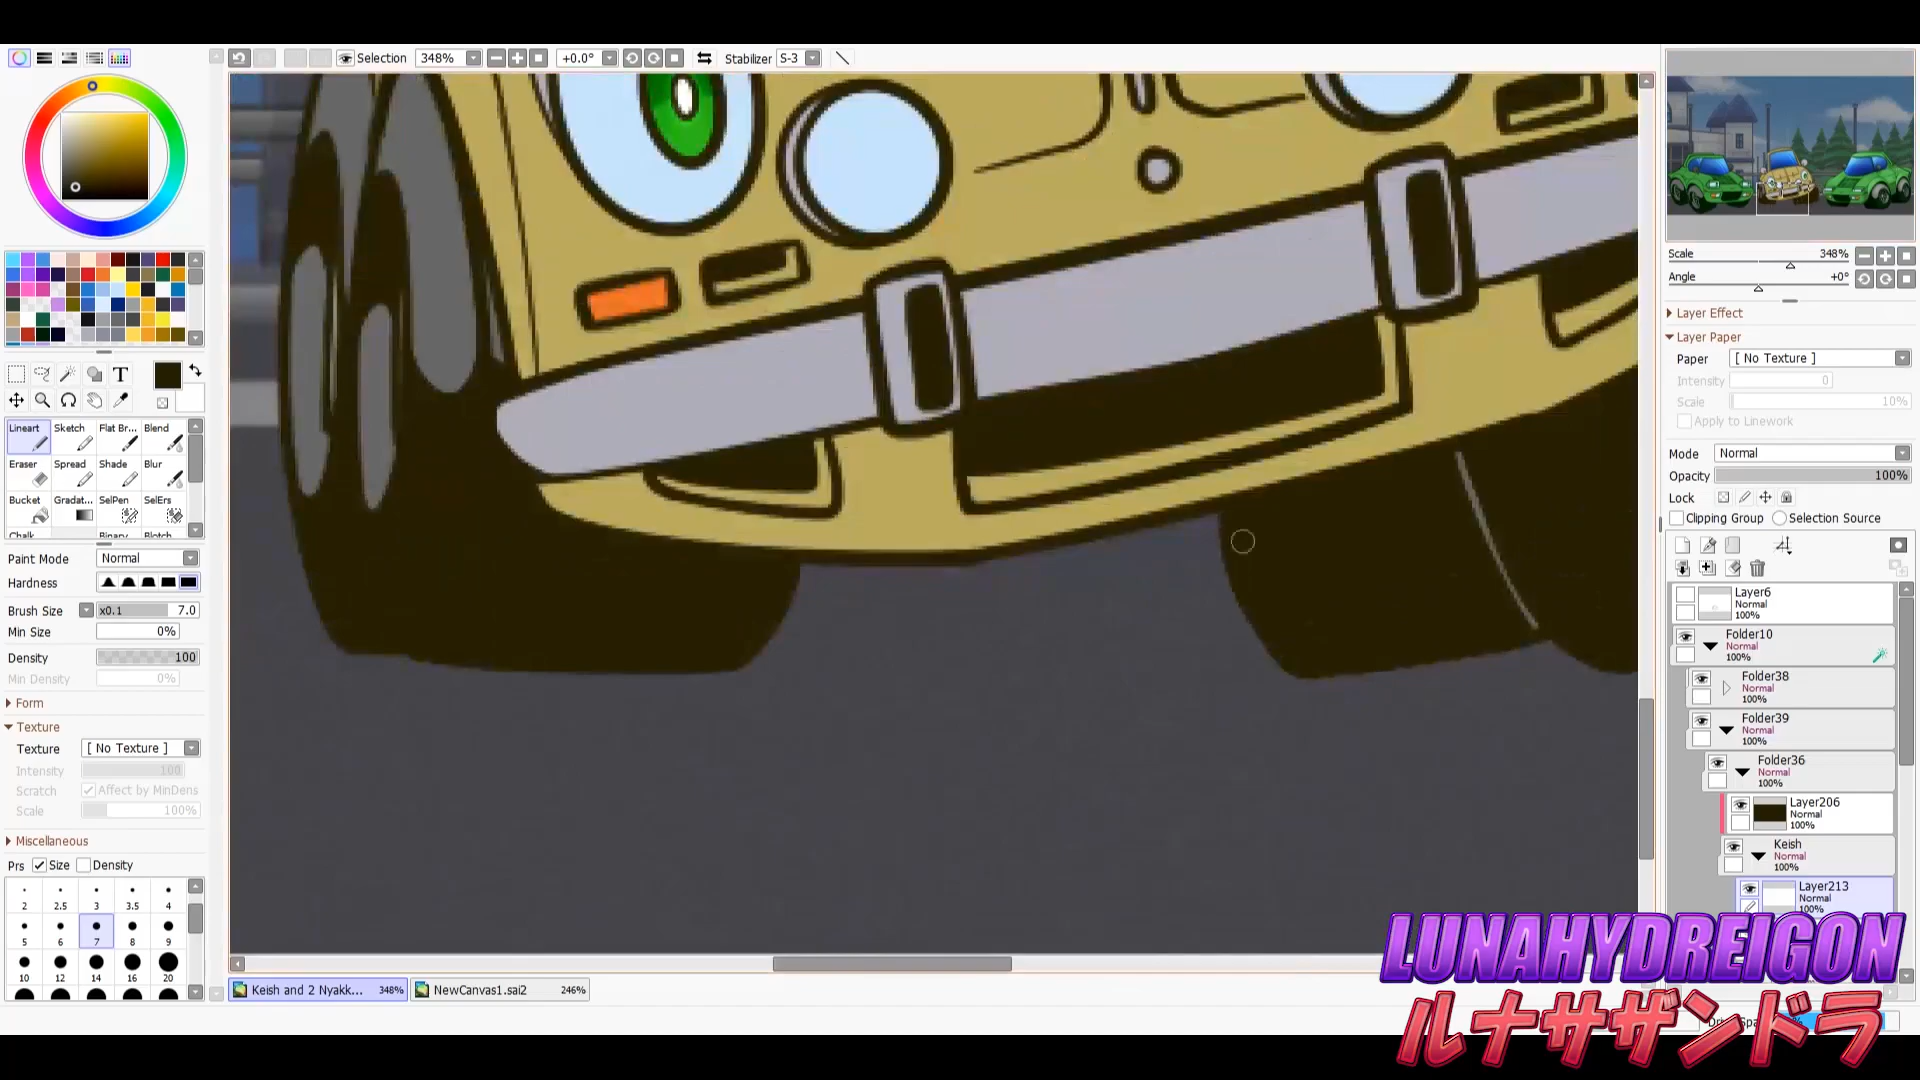 Selection 348% +0.0° Stabilizer S-3
Scale 348%
Angle +0°
Layer Effect
Layer Paper
Paper [ No Texture ]
Intensity 0
Scale 10%
Apply to Linework
Mode Normal
Opacity 100%
Lock
Clipping Group Selection Source
Layer6
Normal
100%
Folder10
Normal
100%
Folder38
Normal
100%
Folder39
Normal
100%
Folder36
Normal
100%
Layer206
Normal
100%
Keish
Normal
100%
Layer213
Normal
100%
T
Lineart Sketch Flat Br... Blend
Eraser Spread Shade Blur
Bucket Gradat... SelPen SelErs
Chalk Binary Blotch
Paint Mode Normal
Hardness
Brush Size x0.1 7.0
Min Size 0%
Density 100
Min Density 0%
Form
Texture
Texture [ No Texture ]
Intensity 100
Scratch Affect by MinDens
Scale 100%
Miscellaneous
Prs Size Density
2 2.5 3 3.5 4
5 6 7 8 9
10 12 14 16 20
Keish and 2 Nyakk... 348% NewCanvas1.sai2 246%
LUNAHYDREIGON
ルナサザンドラ